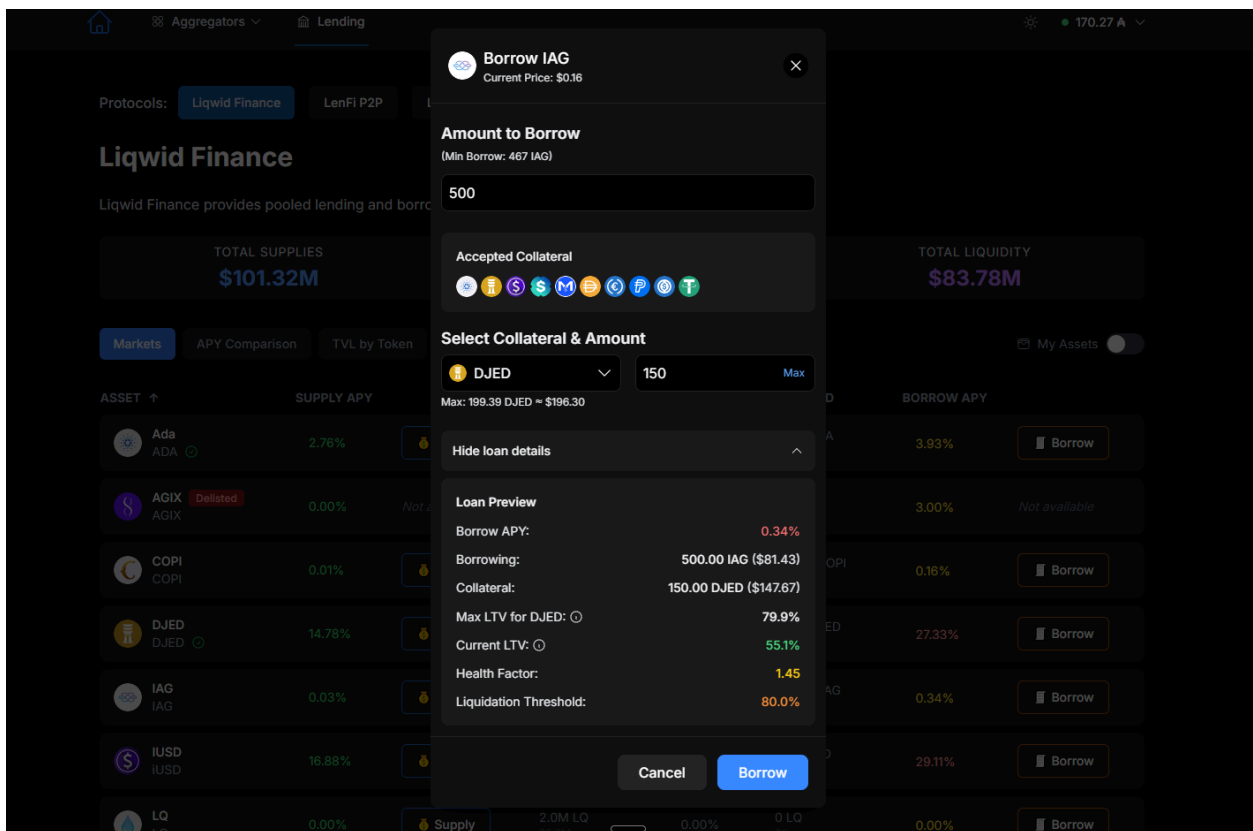 Aggregators
Lending
170.27 ₳
Borrow IAG
Current Price: $0.16
Protocols:
Liqwid Finance
LenFi P2P
Liqwid Finance
Liqwid Finance provides pooled lending and
TOTAL SUPPLIES
$101.32M
TOTAL LIQUIDITY
$83.78M
Amount to Borrow
(Min Borrow: 467 IAG)
500
Accepted Collateral
Select Collateral & Amount
DJED
150
Max
Max: 199.39 DJED ≈ $196.30
Hide loan details
Loan Preview
Borrow APY: 0.34%
Borrowing: 500.00 IAG ($81.43)
Collateral: 150.00 DJED ($147.67)
Max LTV for DJED: 79.9%
Current LTV: 55.1%
Health Factor: 1.45
Liquidation Threshold: 80.0%
Cancel
Borrow
Markets
APY Comparison
TVL by Token
My Assets
ASSET ↑ SUPPLY APY BORROW APY
Ada
ADA
2.76% 3.93% Borrow
AGIX Delisted
AGIX
0.00% 3.00% Not available
COPI
COPI
0.01% 0.16% Borrow
DJED
DJED
14.78% 27.33% Borrow
IAG
IAG
0.03% 0.34% Borrow
IUSD
iUSD
16.88% 29.11% Borrow
LQ
0.00% Supply 2.0M LQ 0.00% 0 LQ 0.00% Borrow